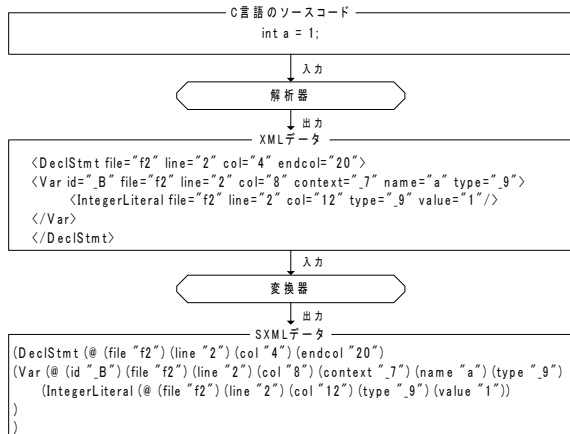 C言語のソースコード
int a = 1;
入力
解析器
出力
XMLデータ
<DeclStmt file="f2" line="2" col="4" endcol="20">
<Var id="_B" file="f2" line="2" col="8" context="_7" name="a" type="_9">
<IntegerLiteral file="f2" line="2" col="12" type="_9" value="1"/>
</Var>
</DeclStmt>
入力
変換器
出力
SXMLデータ
(DeclStmt (@ (file "f2") (line "2") (col "4") (endcol "20")
(Var (@ (id "_B") (file "f2") (line "2") (col "8") (context "_7") (name "a") (type "_9")
(IntegerLiteral (@ (file "f2") (line "2") (col "12") (type "_9") (value "1"))
)
)